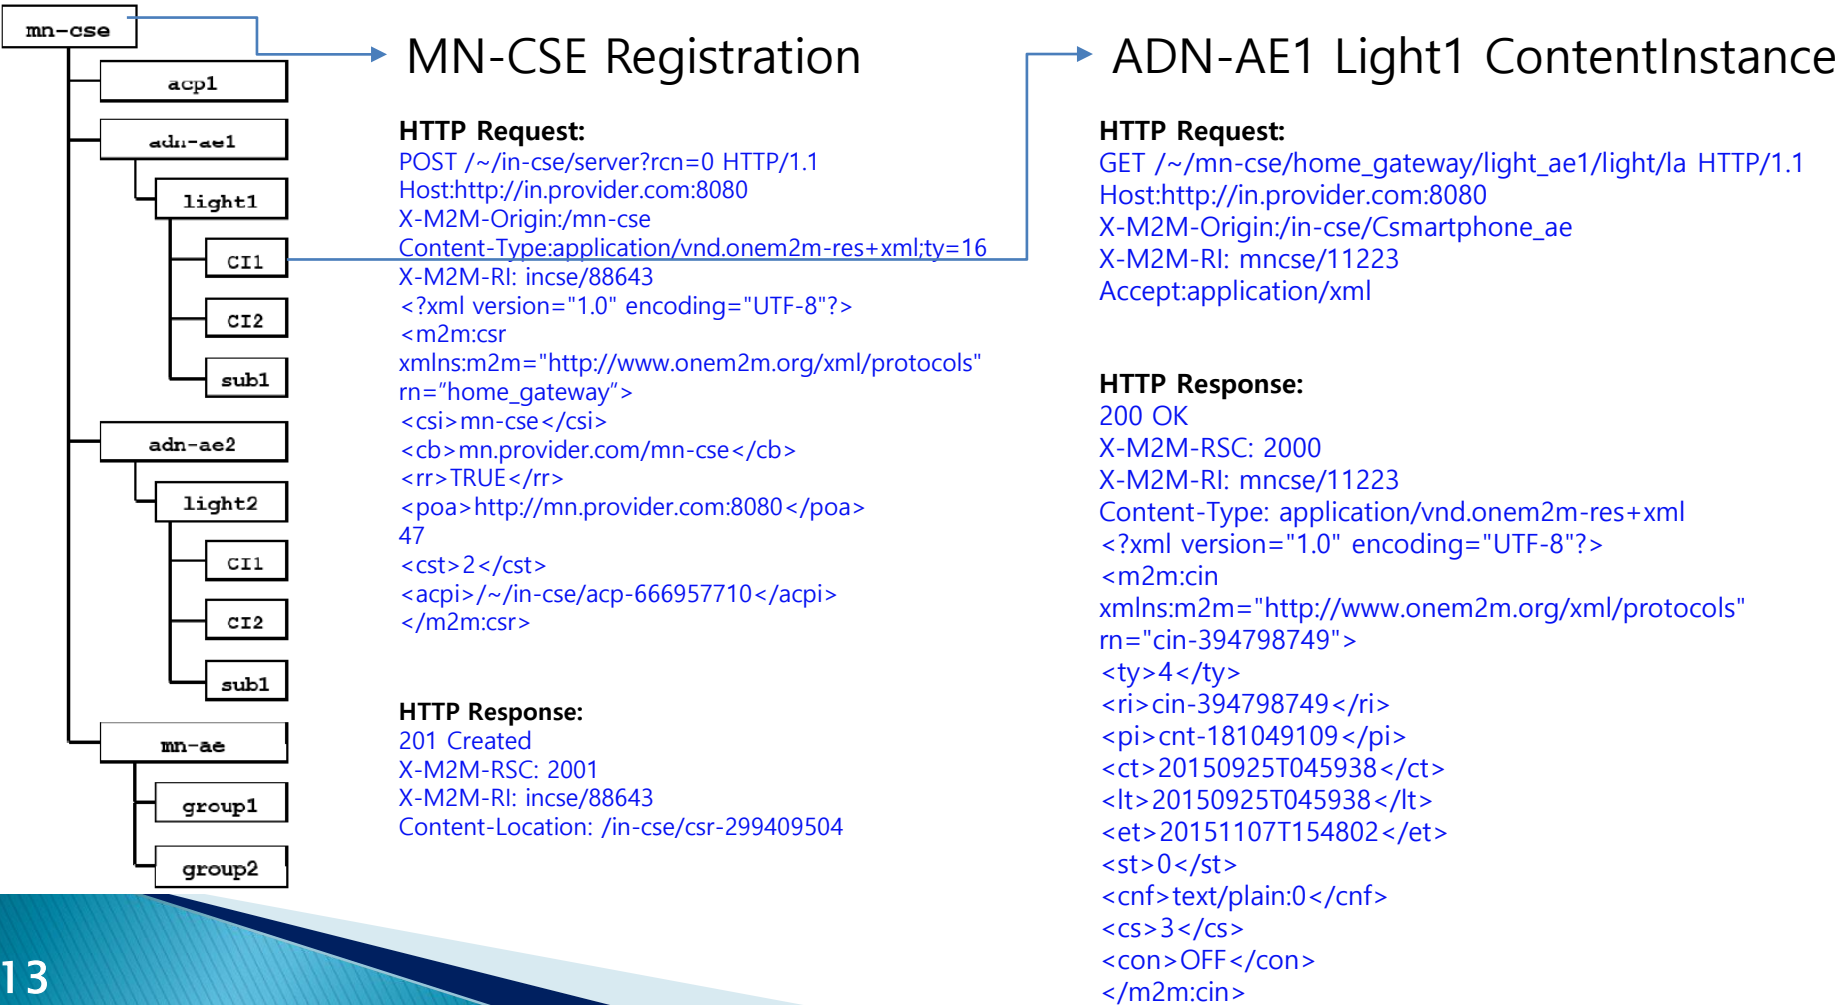 mn-cse
acp1
adn-ae1
light1
CI1
CI2
sub1
adn-ae2
light2
CI1
CI2
sub1
mn-ae
group1
group2
MN-CSE Registration
HTTP Request:
POST /~/in-cse/server?rcn=0 HTTP/1.1
Host:http://in.provider.com:8080
X-M2M-Origin:/mn-cse
Content-Type:application/vnd.onem2m-res+xml;ty=16
X-M2M-RI: incse/88643
<?xml version="1.0" encoding="UTF-8"?>
<m2m:csr
xmlns:m2m="http://www.onem2m.org/xml/protocols"
rn="home_gateway”>
<csi>mn-cse</csi>
<cb>mn.provider.com/mn-cse</cb>
<rr>TRUE</rr>
<poa>http://mn.provider.com:8080</poa>
47
<cst>2</cst>
<acpi>/~/in-cse/acp-666957710</acpi>
</m2m:csr>
HTTP Response:
201 Created
X-M2M-RSC: 2001
X-M2M-RI: incse/88643
Content-Location: /in-cse/csr-299409504
ADN-AE1 Light1 ContentInstance
HTTP Request:
GET /~/mn-cse/home_gateway/light_ae1/light/la HTTP/1.1
Host:http://in.provider.com:8080
X-M2M-Origin:/in-cse/Csmartphone_ae
X-M2M-RI: mncse/11223
Accept:application/xml
HTTP Response:
200 OK
X-M2M-RSC: 2000
X-M2M-RI: mncse/11223
Content-Type: application/vnd.onem2m-res+xml
<?xml version="1.0" encoding="UTF-8"?>
<m2m:cin
xmlns:m2m="http://www.onem2m.org/xml/protocols"
rn="cin-394798749">
<ty>4</ty>
<ri>cin-394798749</ri>
<pi>cnt-181049109</pi>
<ct>20150925T045938</ct>
<lt>20150925T045938</lt>
<et>20151107T154802</et>
<st>0</st>
<cnf>text/plain:0</cnf>
<cs>3</cs>
<con>OFF</con>
</m2m:cin>
13